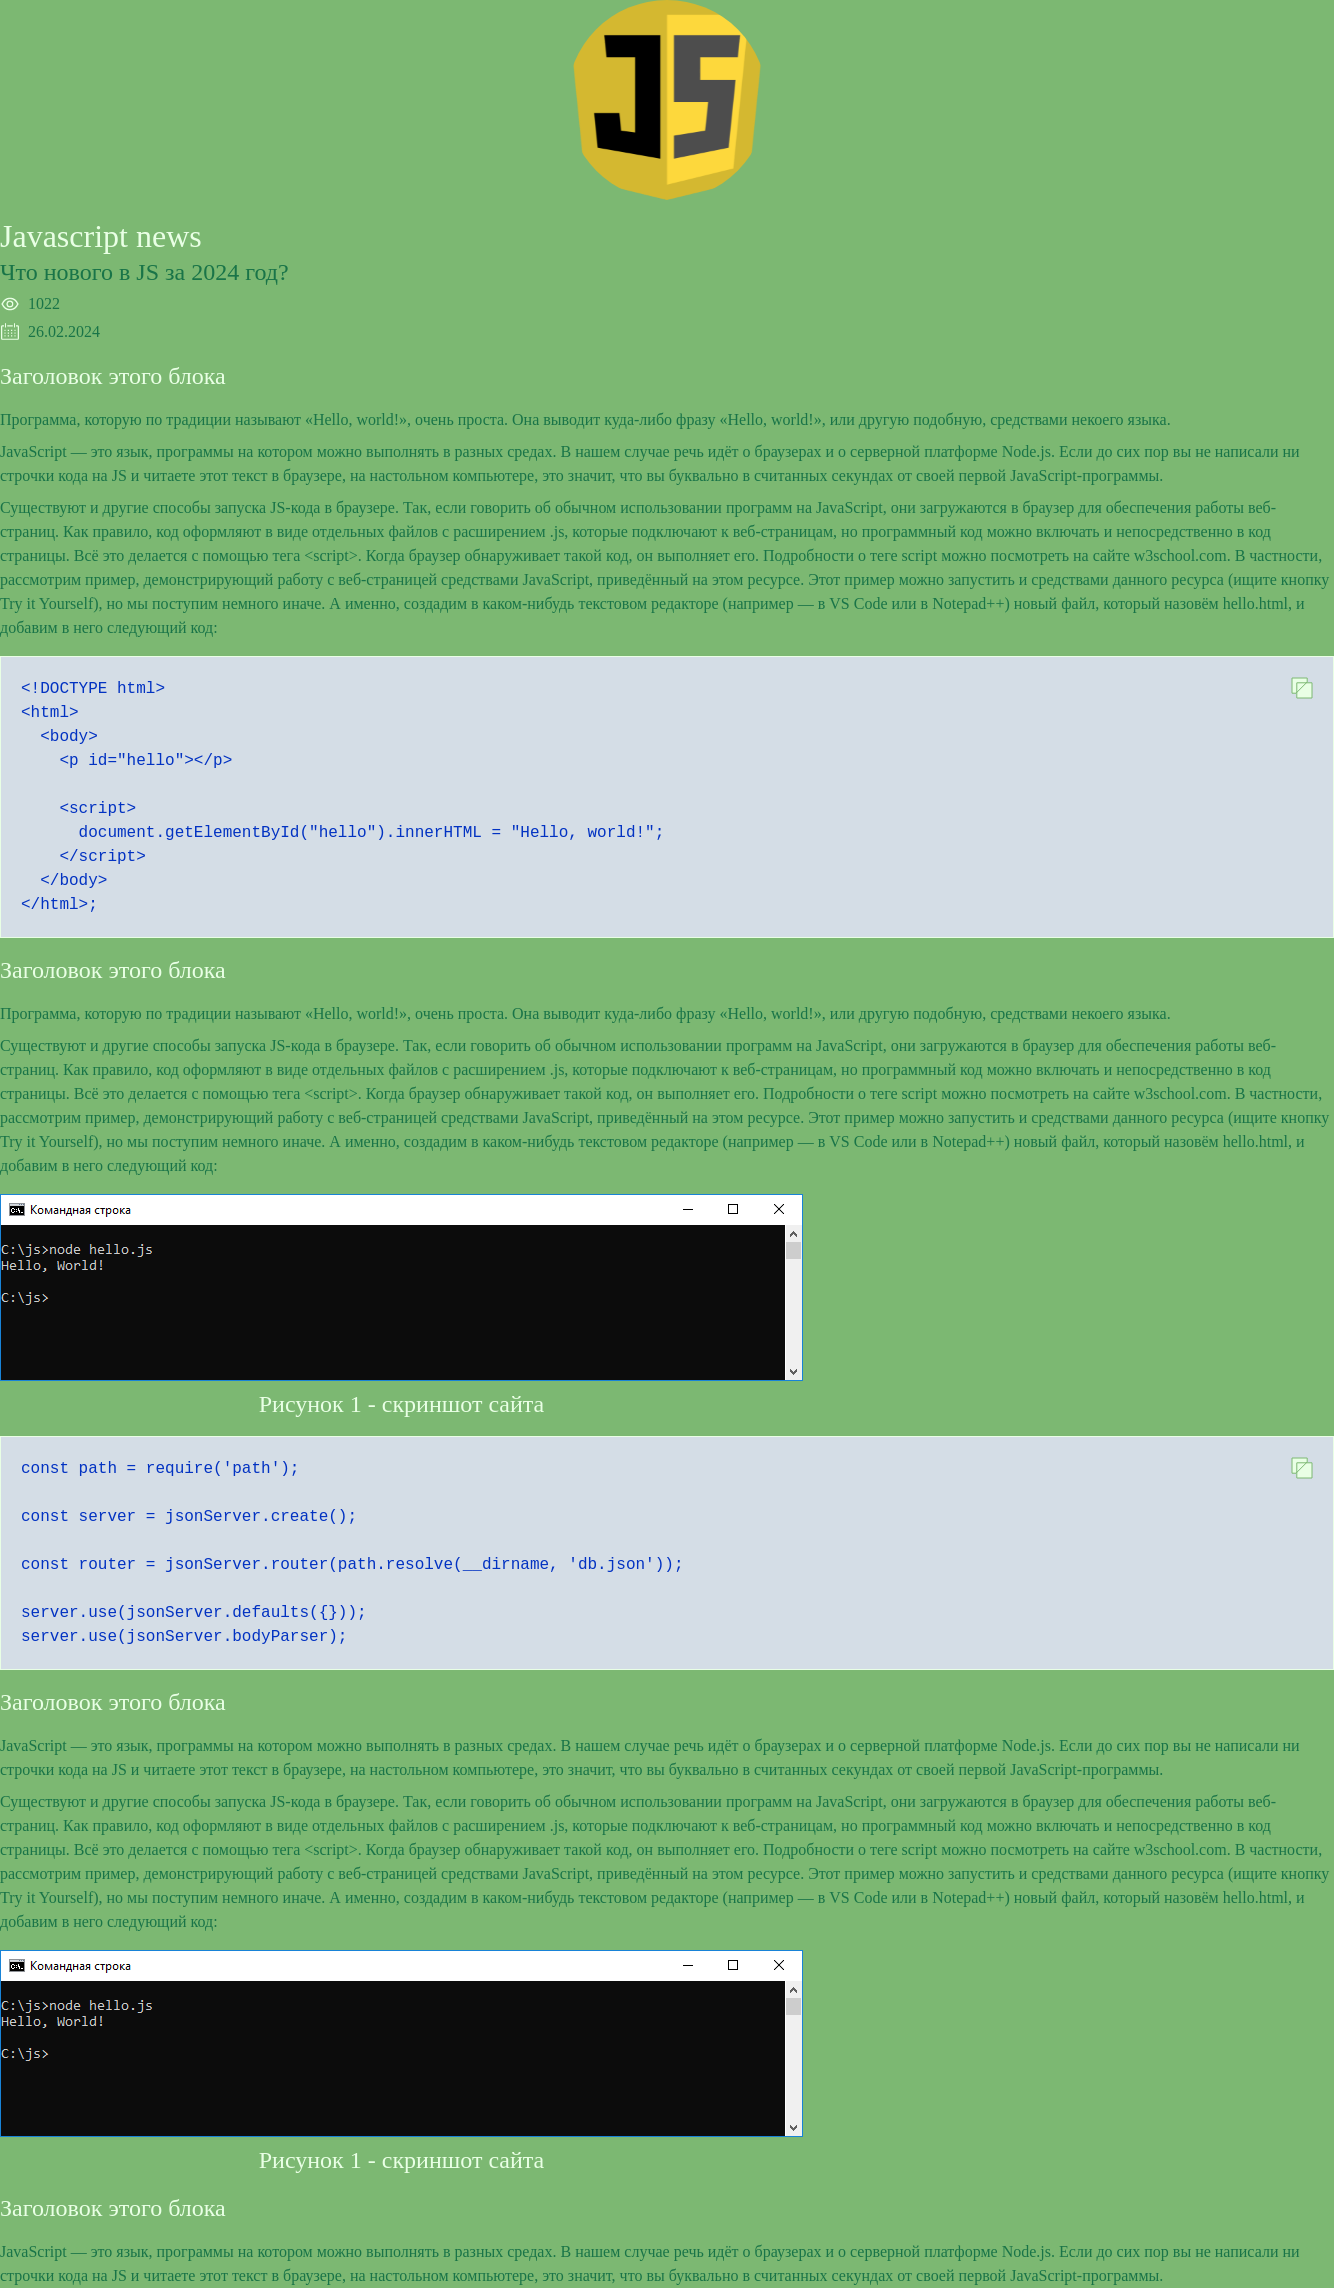 JS
Javascript news
Что нового в JS за 2024 год?
1022
26.02.2024
Заголовок этого блока
Программа, которую по традиции называют «Hello, world!», очень проста. Она выводит куда-либо фразу «Hello, world!», или другую подобную, средствами некоего языка.
JavaScript — это язык, программы на котором можно выполнять в разных средах. В нашем случае речь идёт о браузерах и о серверной платформе Node.js. Если до сих пор вы не написали ни
строчки кода на JS и читаете этот текст в браузере, на настольном компьютере, это значит, что вы буквально в считанных секундах от своей первой JavaScript-программы.
Существуют и другие способы запуска JS-кода в браузере. Так, если говорить об обычном использовании программ на JavaScript, они загружаются в браузер для обеспечения работы веб-
страниц. Как правило, код оформляют в виде отдельных файлов с расширением .js, которые подключают к веб-страницам, но программный код можно включать и непосредственно в код
страницы. Всё это делается с помощью тега <script>. Когда браузер обнаруживает такой код, он выполняет его. Подробности о теге script можно посмотреть на сайте w3school.com. В частности,
рассмотрим пример, демонстрирующий работу с веб-страницей средствами JavaScript, приведённый на этом ресурсе. Этот пример можно запустить и средствами данного ресурса (ищите кнопку
Try it Yourself), но мы поступим немного иначе. А именно, создадим в каком-нибудь текстовом редакторе (например — в VS Code или в Notepad++) новый файл, который назовём hello.html, и
добавим в него следующий код:
<!DOCTYPE html>
<html>
  <body>
    <p id="hello"></p>

    <script>
      document.getElementById("hello").innerHTML = "Hello, world!";
    </script>
  </body>
</html>;
Заголовок этого блока
Программа, которую по традиции называют «Hello, world!», очень проста. Она выводит куда-либо фразу «Hello, world!», или другую подобную, средствами некоего языка.
Существуют и другие способы запуска JS-кода в браузере. Так, если говорить об обычном использовании программ на JavaScript, они загружаются в браузер для обеспечения работы веб-
страниц. Как правило, код оформляют в виде отдельных файлов с расширением .js, которые подключают к веб-страницам, но программный код можно включать и непосредственно в код
страницы. Всё это делается с помощью тега <script>. Когда браузер обнаруживает такой код, он выполняет его. Подробности о теге script можно посмотреть на сайте w3school.com. В частности,
рассмотрим пример, демонстрирующий работу с веб-страницей средствами JavaScript, приведённый на этом ресурсе. Этот пример можно запустить и средствами данного ресурса (ищите кнопку
Try it Yourself), но мы поступим немного иначе. А именно, создадим в каком-нибудь текстовом редакторе (например — в VS Code или в Notepad++) новый файл, который назовём hello.html, и
добавим в него следующий код:
C:\. Командная строка
C:\js>node hello.js
Hello, World!
C:\js>
Рисунок 1 - скриншот сайта
const path = require('path');

const server = jsonServer.create();

const router = jsonServer.router(path.resolve(__dirname, 'db.json'));

server.use(jsonServer.defaults({}));
server.use(jsonServer.bodyParser);
Заголовок этого блока
JavaScript — это язык, программы на котором можно выполнять в разных средах. В нашем случае речь идёт о браузерах и о серверной платформе Node.js. Если до сих пор вы не написали ни
строчки кода на JS и читаете этот текст в браузере, на настольном компьютере, это значит, что вы буквально в считанных секундах от своей первой JavaScript-программы.
Существуют и другие способы запуска JS-кода в браузере. Так, если говорить об обычном использовании программ на JavaScript, они загружаются в браузер для обеспечения работы веб-
страниц. Как правило, код оформляют в виде отдельных файлов с расширением .js, которые подключают к веб-страницам, но программный код можно включать и непосредственно в код
страницы. Всё это делается с помощью тега <script>. Когда браузер обнаруживает такой код, он выполняет его. Подробности о теге script можно посмотреть на сайте w3school.com. В частности,
рассмотрим пример, демонстрирующий работу с веб-страницей средствами JavaScript, приведённый на этом ресурсе. Этот пример можно запустить и средствами данного ресурса (ищите кнопку
Try it Yourself), но мы поступим немного иначе. А именно, создадим в каком-нибудь текстовом редакторе (например — в VS Code или в Notepad++) новый файл, который назовём hello.html, и
добавим в него следующий код:
C:\. Командная строка
C:\js>node hello.js
Hello, World!
C:\js>
Рисунок 1 - скриншот сайта
Заголовок этого блока
JavaScript — это язык, программы на котором можно выполнять в разных средах. В нашем случае речь идёт о браузерах и о серверной платформе Node.js. Если до сих пор вы не написали ни
строчки кода на JS и читаете этот текст в браузере, на настольном компьютере, это значит, что вы буквально в считанных секундах от своей первой JavaScript-программы.